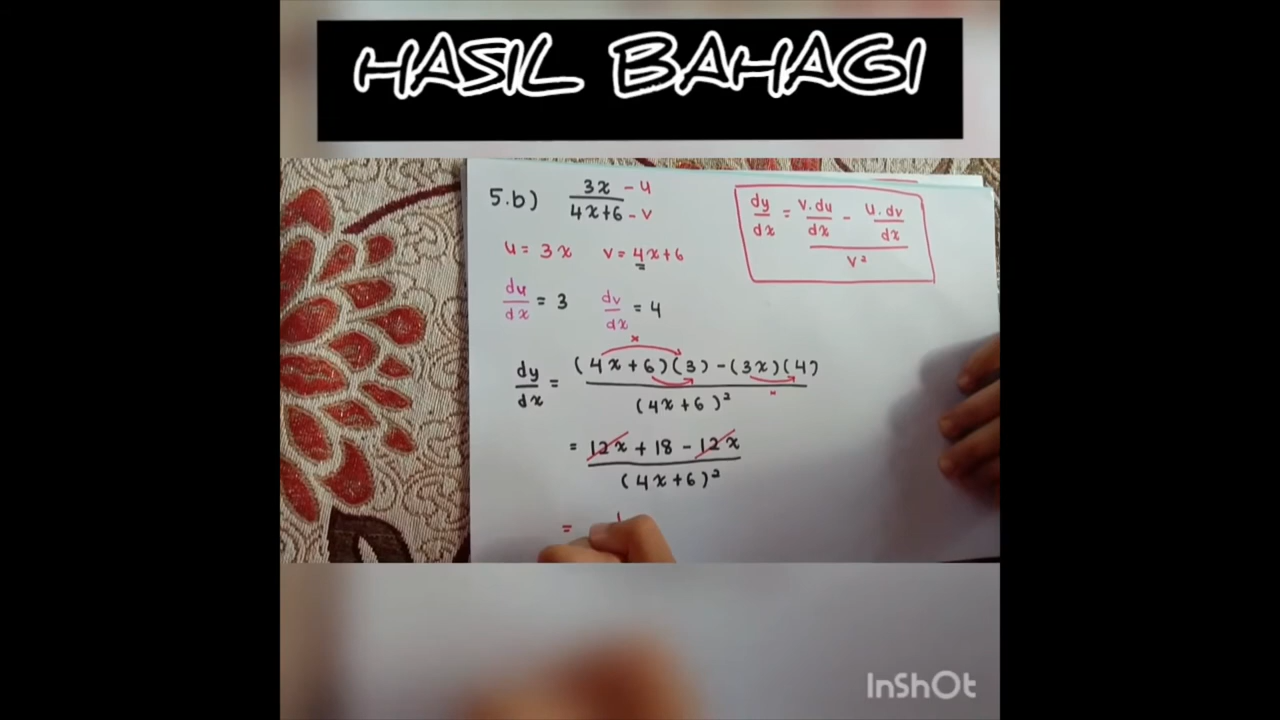 HASIL BAHAGI
5.b) 3x - u
4x+6 - v
dy/dx = v.du/dx - u.dv/dx
v²
u = 3x v = 4x+6
du/dx = 3 dv/dx = 4
dy/dx = (4x+6)(3) - (3x)(4)
(4x+6)²
= 12x + 18 - 12x
(4x+6)²
=
InShOt